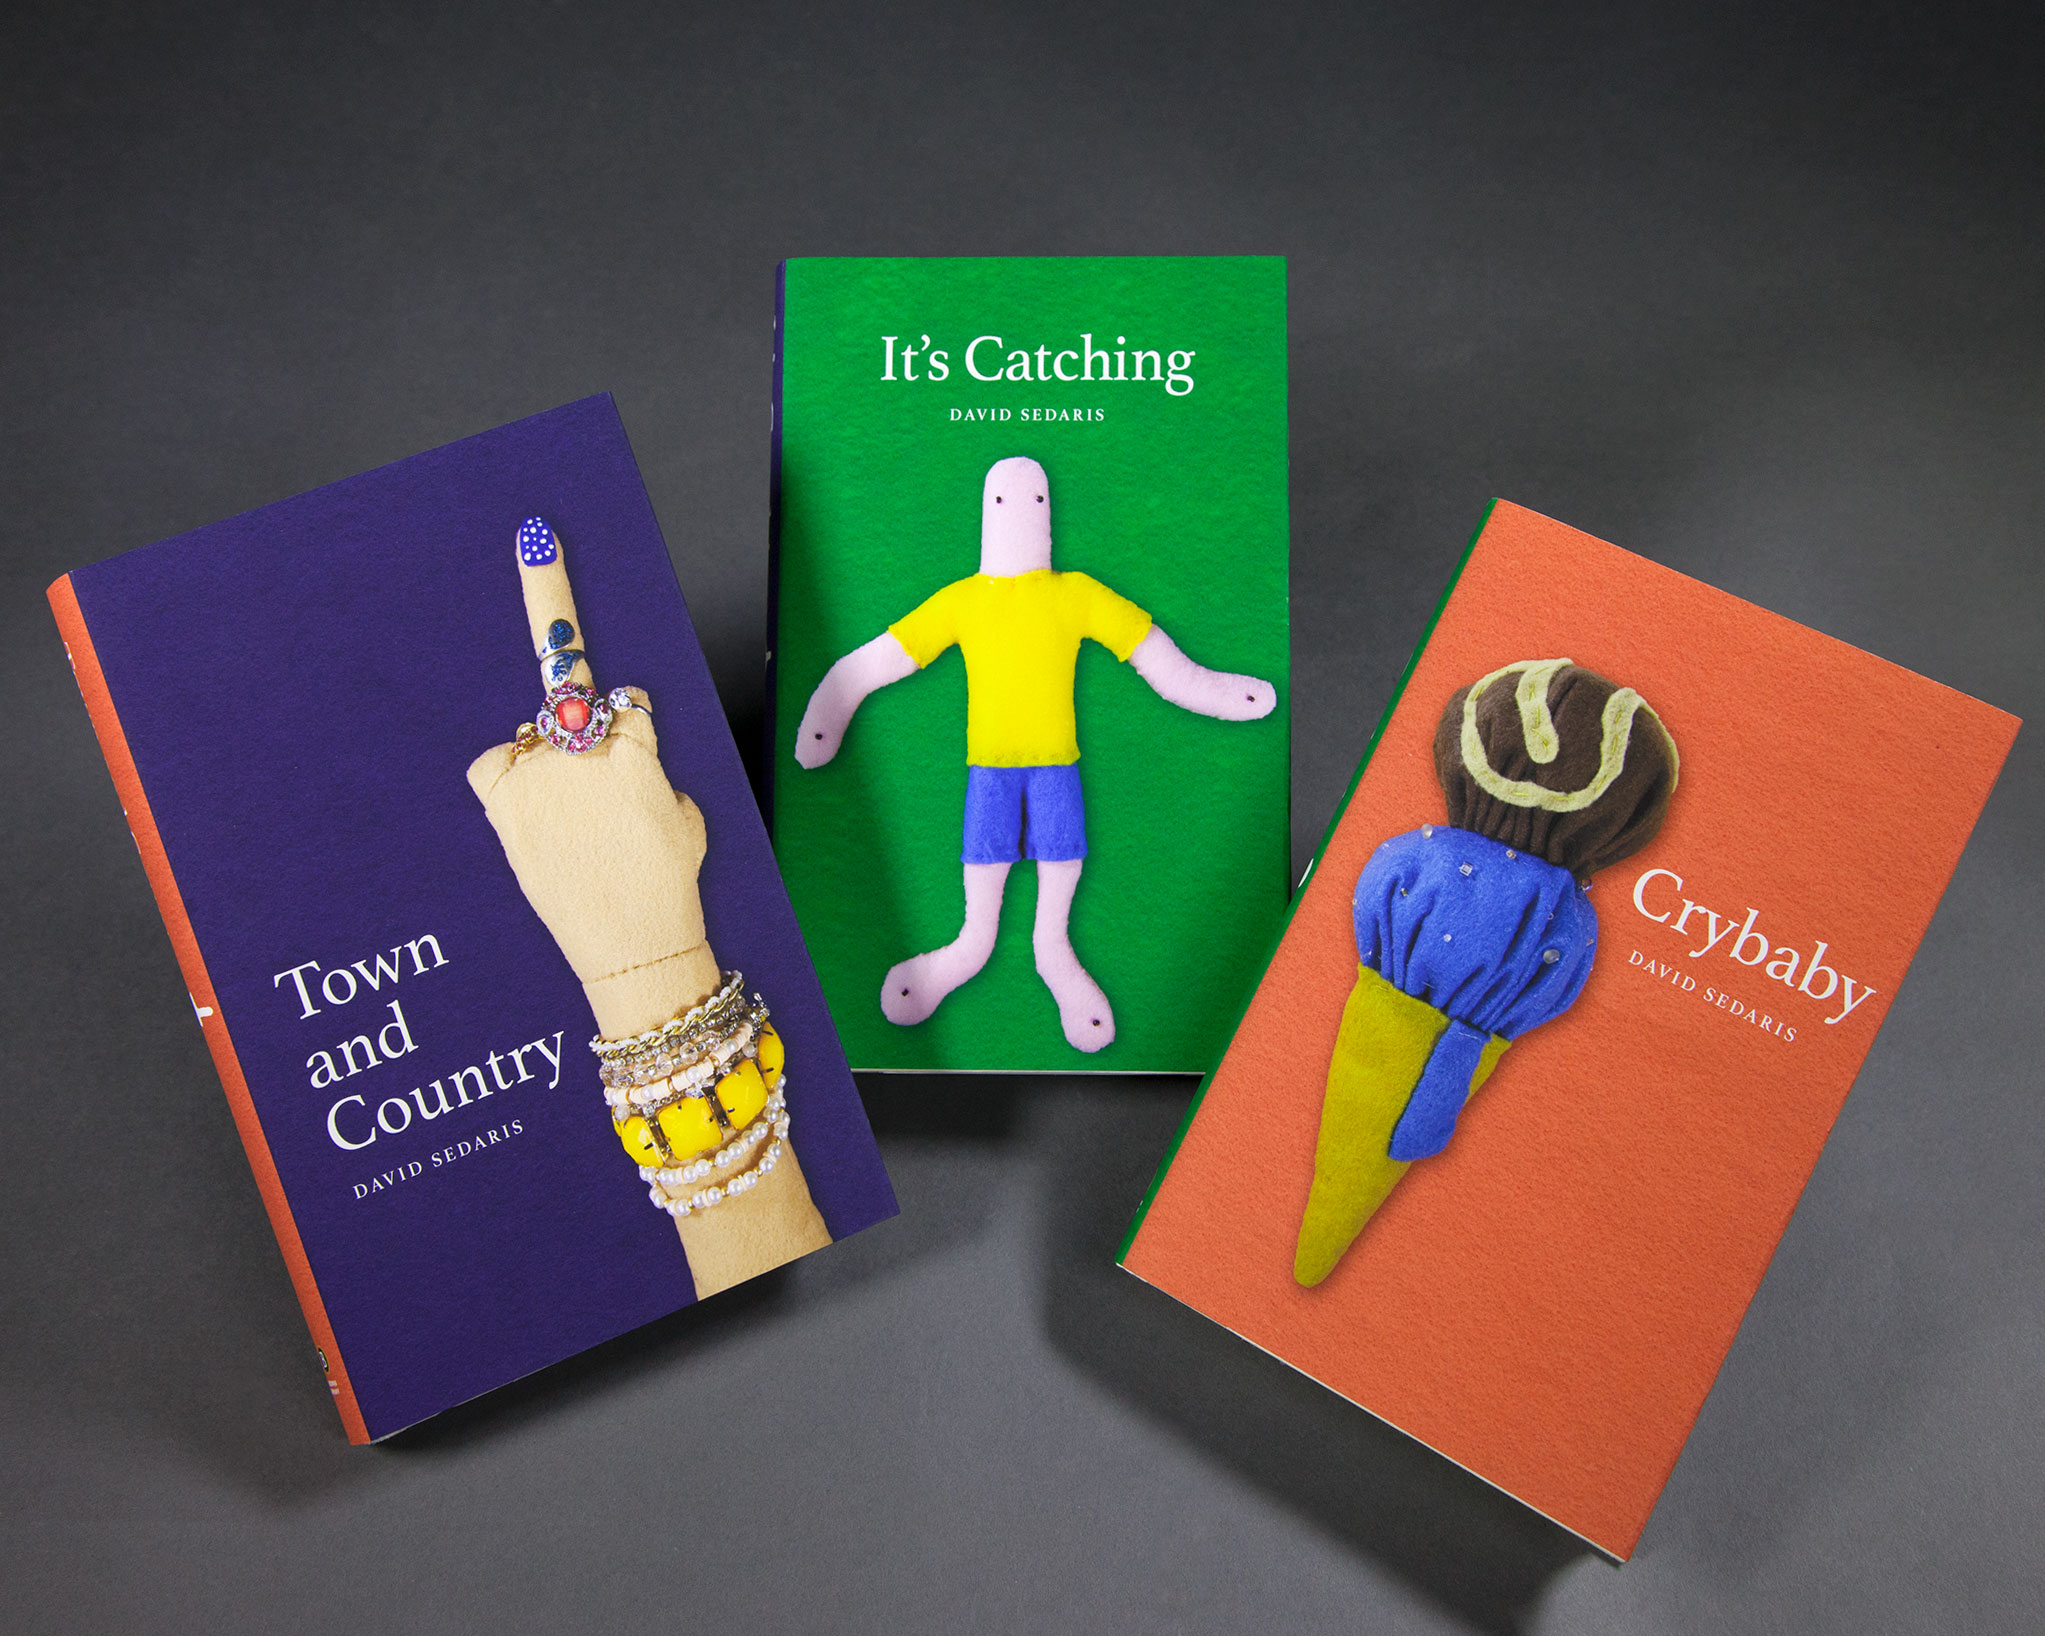 Town
and
Country
DAVID SEDARIS
It's Catching
DAVID SEDARIS
Crybaby
DAVID SEDARIS